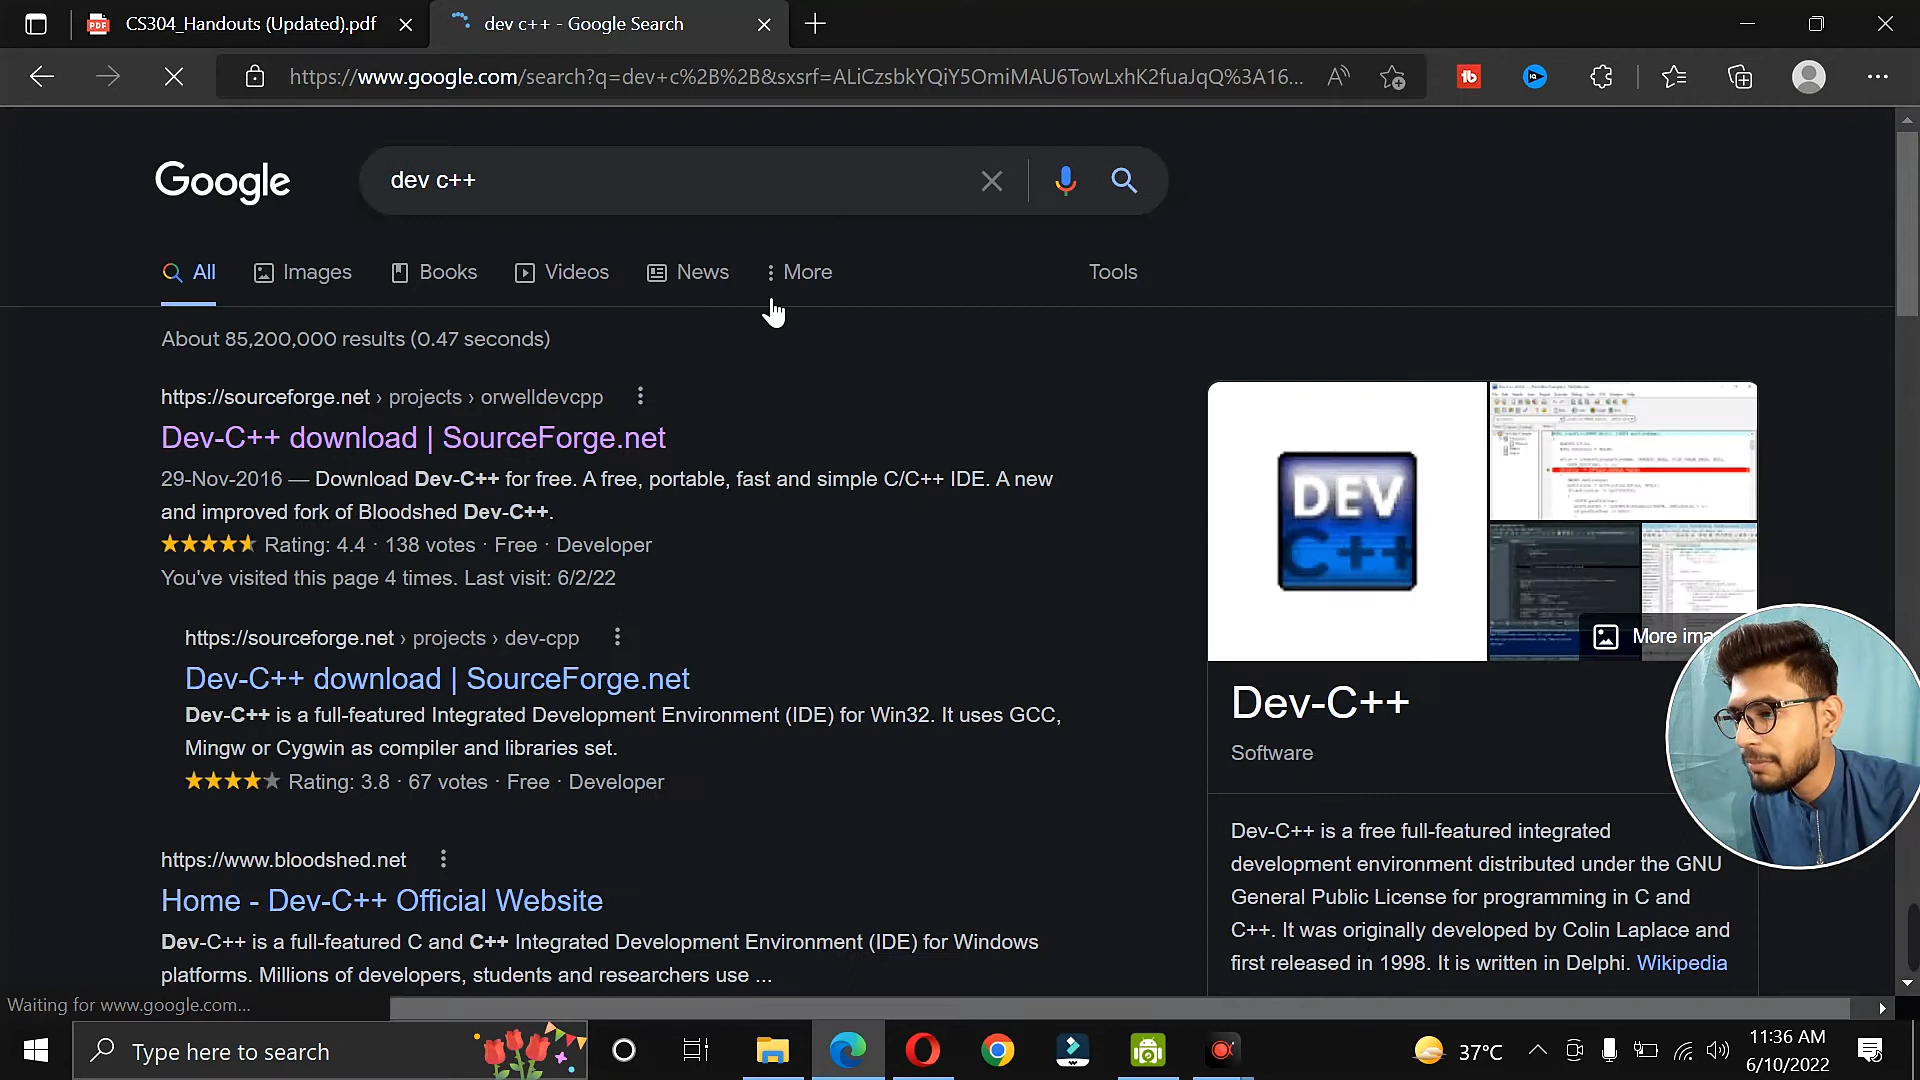 CS304_Handouts (Updated).pdf
dev c++ - Google Search
https://www.google.com/search?q=dev+c%2B%2B&sxsrf=ALiCzsbkYQiY5OmiMAU6TowLxhK2fuaJqQ%3A16...
Google
dev c++
All Images Books Videos News More Tools
About 85,200,000 results (0.47 seconds)
https://sourceforge.net › projects › orwelldevcpp
Dev-C++ download | SourceForge.net
29-Nov-2016 — Download Dev-C++ for free. A free, portable, fast and simple C/C++ IDE. A new
and improved fork of Bloodshed Dev-C++.
Rating: 4.4 · 138 votes · Free · Developer
You've visited this page 4 times. Last visit: 6/2/22
https://sourceforge.net › projects › dev-cpp
Dev-C++ download | SourceForge.net
Dev-C++ is a full-featured Integrated Development Environment (IDE) for Win32. It uses GCC,
Mingw or Cygwin as compiler and libraries set.
Rating: 3.8 · 67 votes · Free · Developer
https://www.bloodshed.net
Home - Dev-C++ Official Website
Dev-C++ is a full-featured C and C++ Integrated Development Environment (IDE) for Windows
platforms. Millions of developers, students and researchers use ...
DEV
C++
More ima
Dev-C++
Software
Dev-C++ is a free full-featured integrated
development environment distributed under the GNU
General Public License for programming in C and
C++. It was originally developed by Colin Laplace and
first released in 1998. It is written in Delphi. Wikipedia
Waiting for www.google.com...
Type here to search
37°C
11:36 AM
6/10/2022